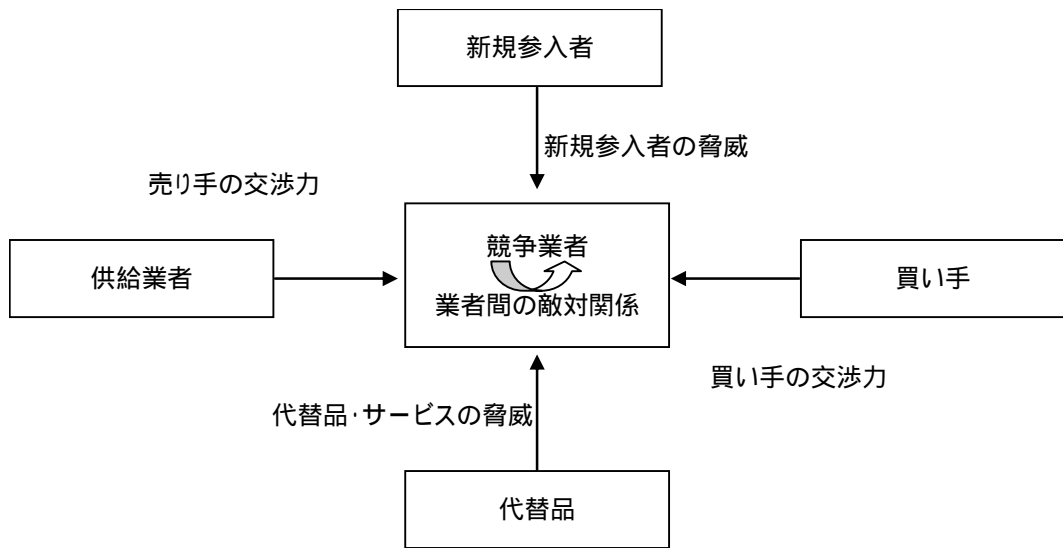 新規参入者
新規参入者の脅威
売り手の交渉力
競争業者
業者間の敵対関係
供給業者
買い手
買い手の交渉力
代替品・サービスの脅威
代替品